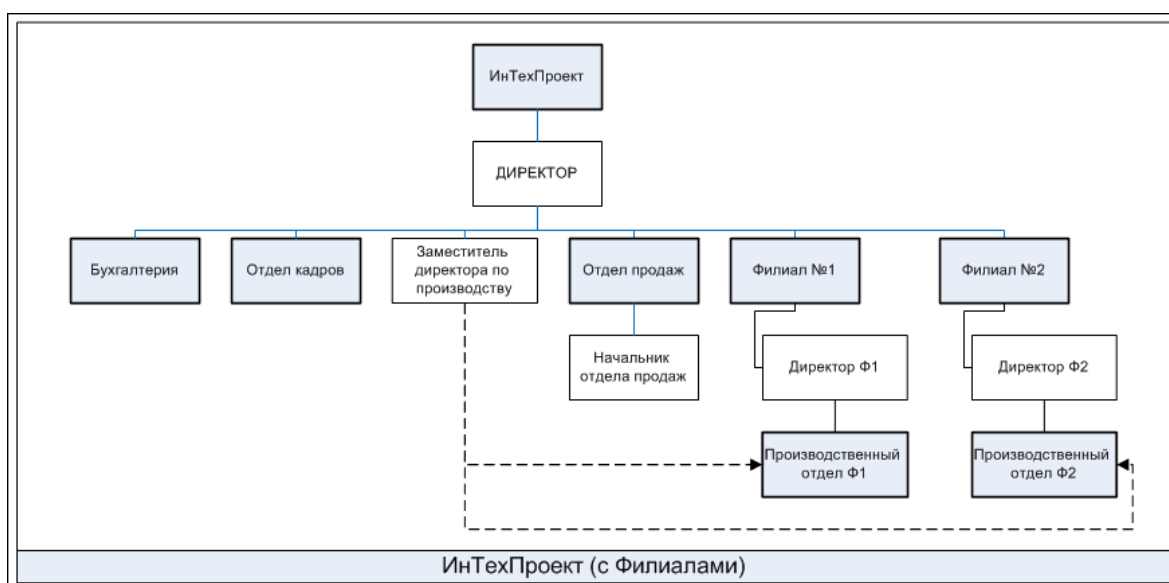 ИнТехПроект
ДИРЕКТОР
Бухгалтерия
Отдел кадров
Заместитель
директора по
производству
Отдел продаж
Филиал №1
Филиал №2
Начальник
отдела продаж
Директор Ф1
Директор Ф2
Производственный
отдел Ф1
Производственный
отдел Ф2
ИнТехПроект (с Филиалами)